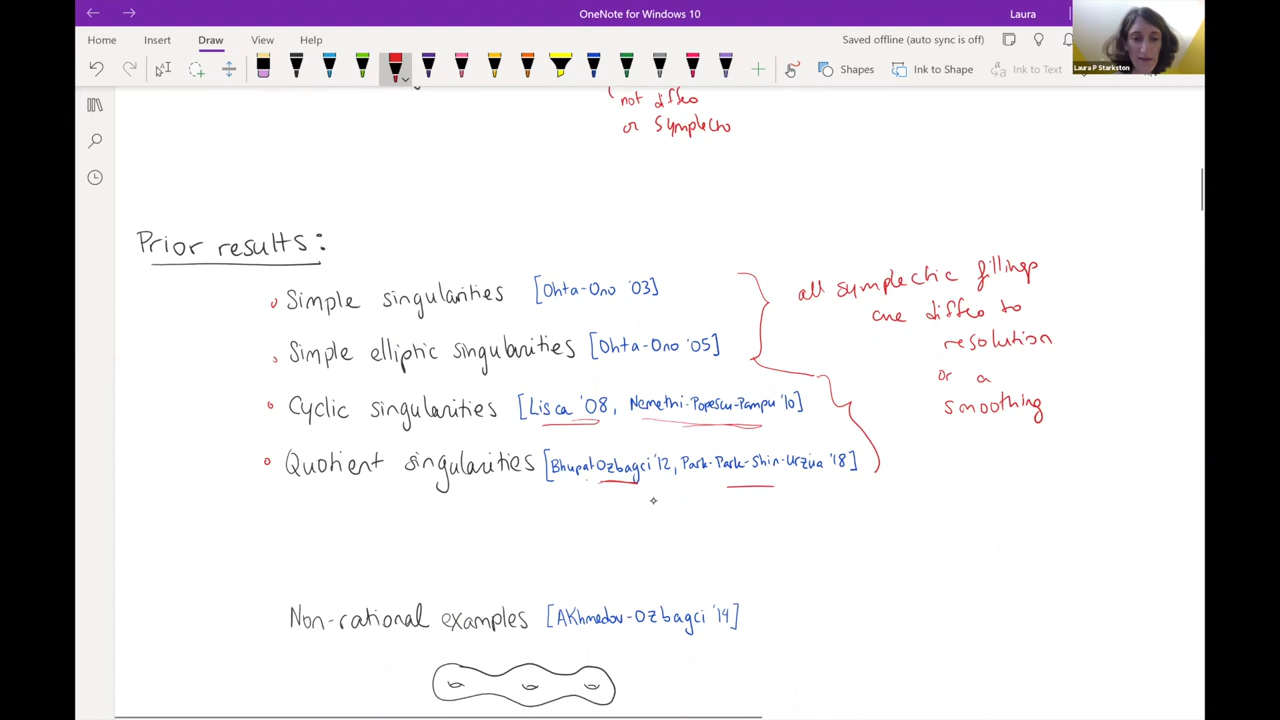 OneNote for Windows 10
Laura
Home Insert Draw View Help
Saved offline (auto sync is off)
Laura P Starkston
Shapes
Ink to Shape
Ink to Text
not diffeo
or symplecto
Prior results:
Simple singularities [Ohta-Ono '03]
Simple elliptic singularities [Ohta-Ono '05]
Cyclic singularities [Lisca '08, Nemethi-Popescu-Pampu '10]
Quotient singularities [Bhupal-Ozbagci '12, Park-Park-Shin-Urzua '18]
all symplectic fillings
are diffeo to
resolution
or a
smoothing
Non-rational examples [AKhmedov-Ozbagci '14]